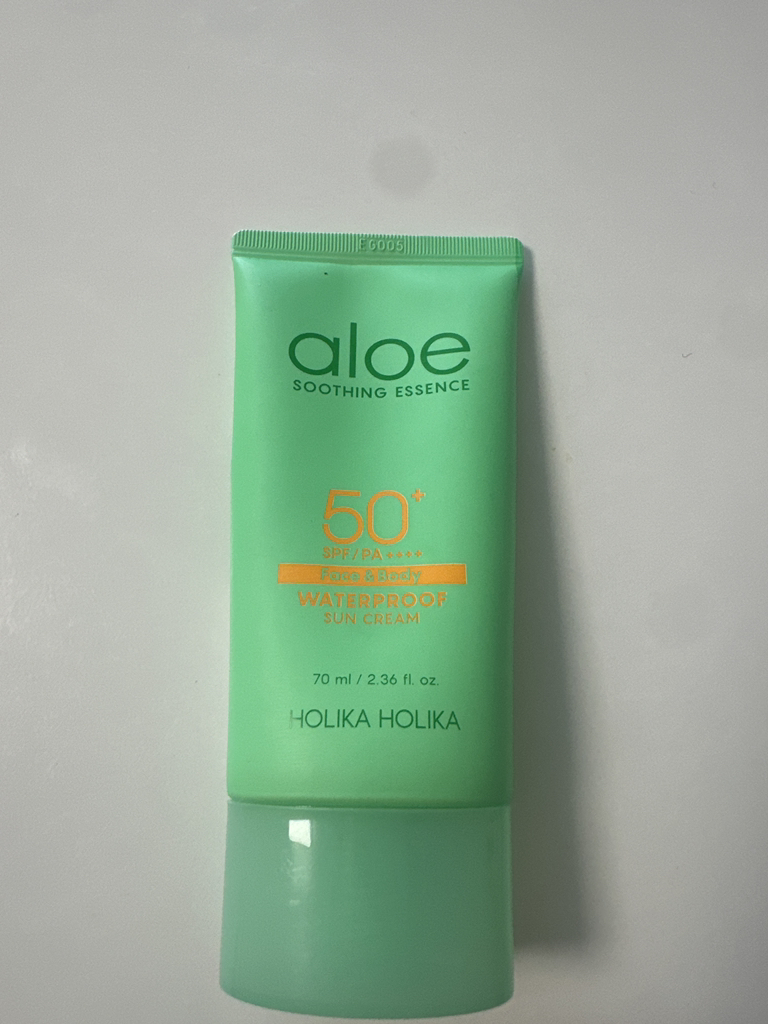 EG005
aloe
SOOTHING ESSENCE
50+
SPF/PA++++
Face & Body
WATERPROOF
SUN CREAM
70 ml / 2.36 fl. oz.
HOLIKA HOLIKA